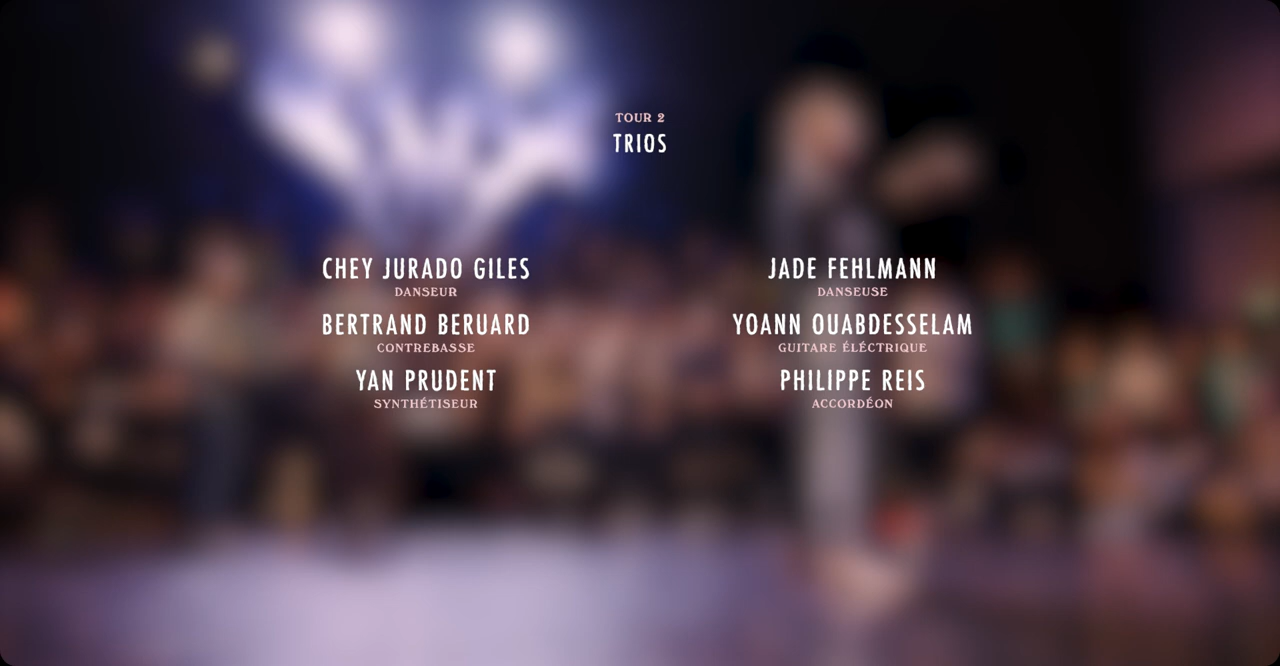 TOUR 2
TRIOS
CHEY JURADO GILES
DANSEUR
BERTRAND BERUARD
CONTREBASSE
YAN PRUDENT
SYNTHÉTISEUR
JADE FEHLMANN
DANSEUSE
YOANN OUABDESSELAM
GUITARE ÉLÉCTRIQUE
PHILIPPE REIS
ACCORDÉON